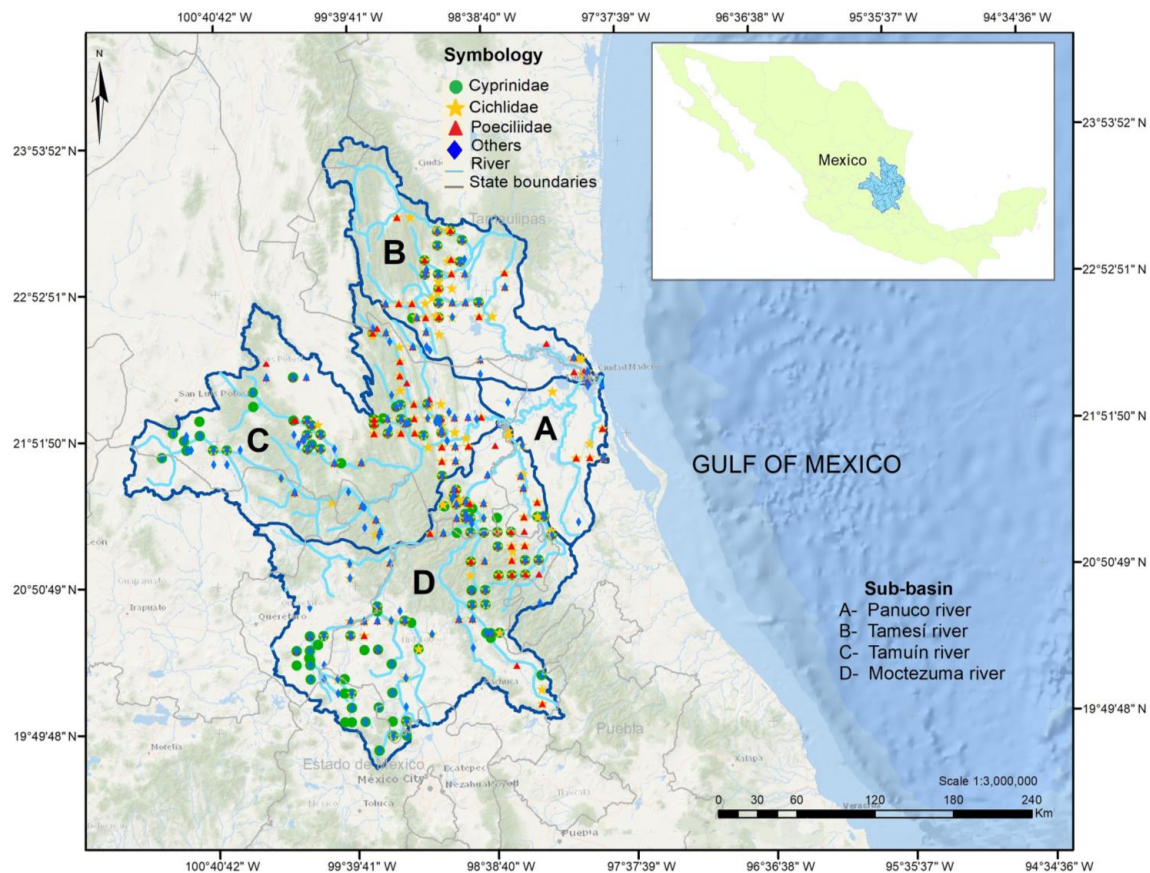 100°40'42" W 99°39'41" W 98°38'40" W 97°37'39" W 96°36'38" W 95°35'37" W 94°34'36" W
N
Symbology
Cyprinidae
Cichlidae
Poeciliidae
Others
River
State boundaries
Mexico
23°53'52" N
23°53'52" N
Tamaulipas
B
22°52'51" N
22°52'51" N
Ciudad Madero
San Luis Potosí
A
21°51'50" N
21°51'50" N
C
GULF OF MEXICO
León
20°50'49" N
20°50'49" N
D
Guanajuato
Irapuato
Querétaro
Hidalgo
Sub-basin
A- Panuco river
B- Tamesí river
C- Tamuín river
D- Moctezuma river
Pachuca
19°49'48" N
19°49'48" N
Puebla
Morelia
Estado de México
México City
Ecatepec
Nezahualcóyotl
Xalapa
Tlaxcala
Toluca
México
Puebla
Veracruz
Scale 1:3,000,000
0 30 60 120 180 240
Km
100°40'42" W 99°39'41" W 98°38'40" W 97°37'39" W 96°36'38" W 95°35'37" W 94°34'36" W